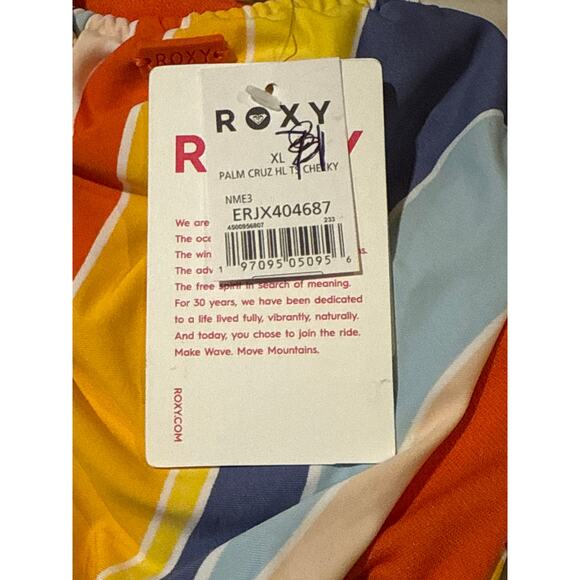 ROXY
ROXY
XL
PALM CRUZ HL TS CHEEKY
NME3
ERJX404687
4500956807 233
1 97095 05095 6
R Y
We are
The oce
The win s.
The adv
The free spirit in search of meaning.
For 30 years, we have been dedicated
to a life lived fully, vibrantly, naturally.
And today, you chose to join the ride.
Make Wave. Move Mountains.
ROXY.COM